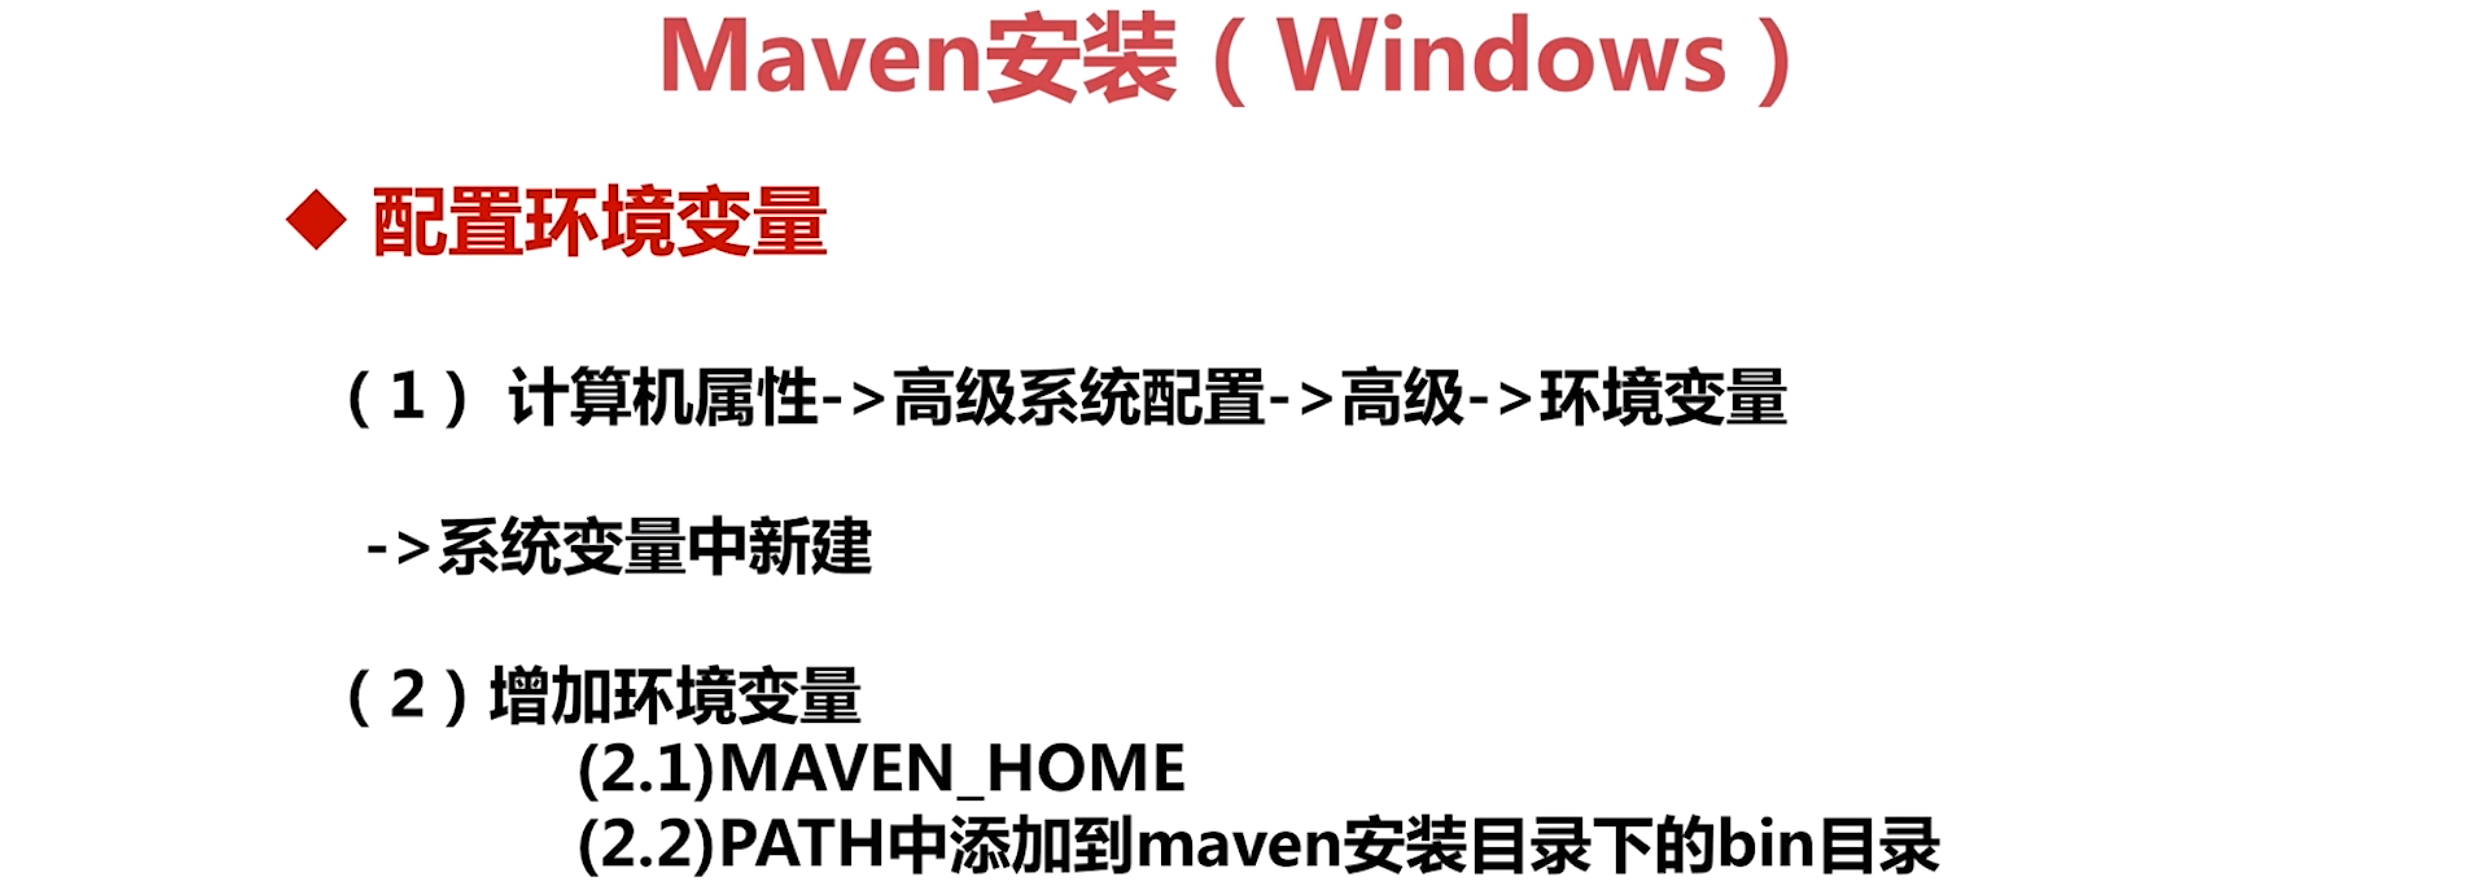 Maven安装（Windows）
◆ 配置环境变量
（1） 计算机属性->高级系统配置->高级->环境变量
->系统变量中新建
（2）增加环境变量
(2.1)MAVEN_HOME
(2.2)PATH中添加到maven安装目录下的bin目录